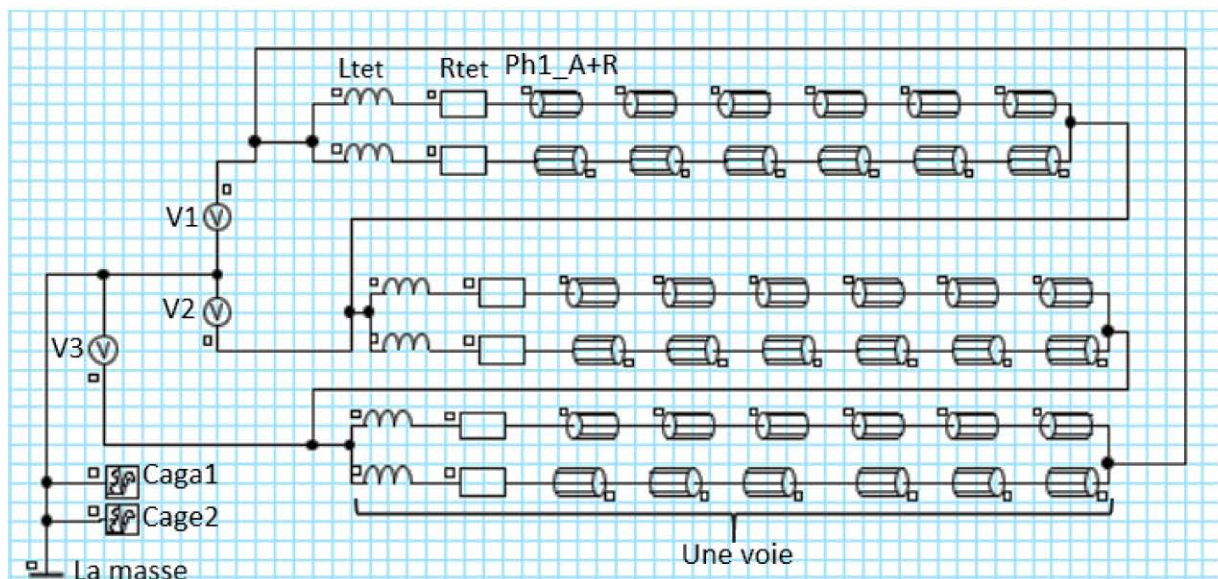 Ltet Rtet Ph1_A+R
V1
V2
V3
Caga1
Cage2
Une voie
La masse